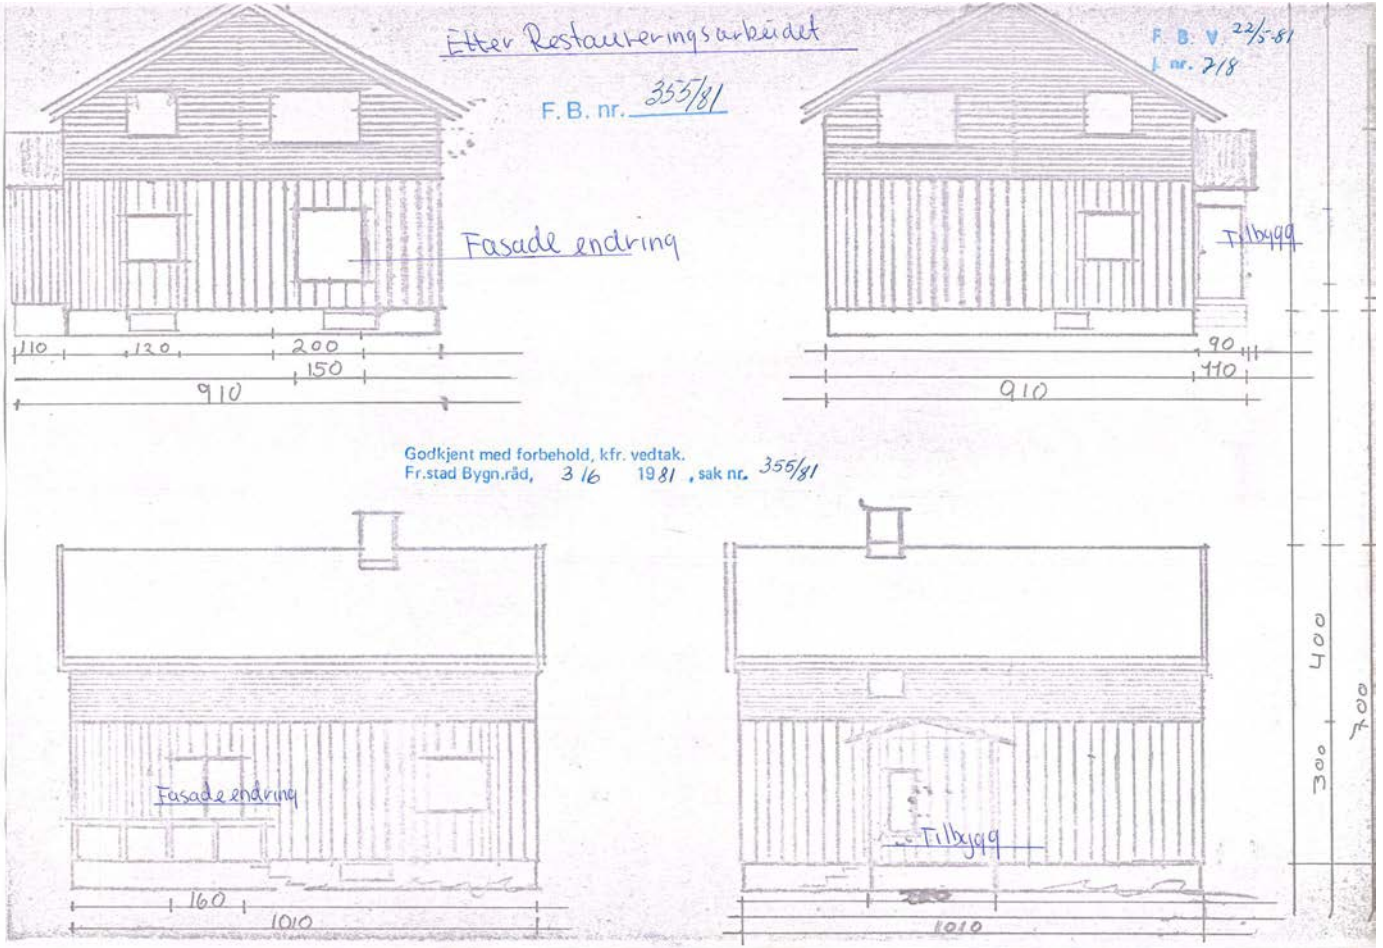 Etter Restaureringsarbeidet
F. B. V. 22/5-81
j. nr. 718
F. B. nr. 355/81
Fasade endring
Tilbygg
110 120 200
150
910
90
110
910
Godkjent med forbehold, kfr. vedtak.
Fr.stad Bygn.råd, 3/6 1981, sak nr. 355/81
Fasade endring
Tilbygg
160
1010
1010
400
300
700